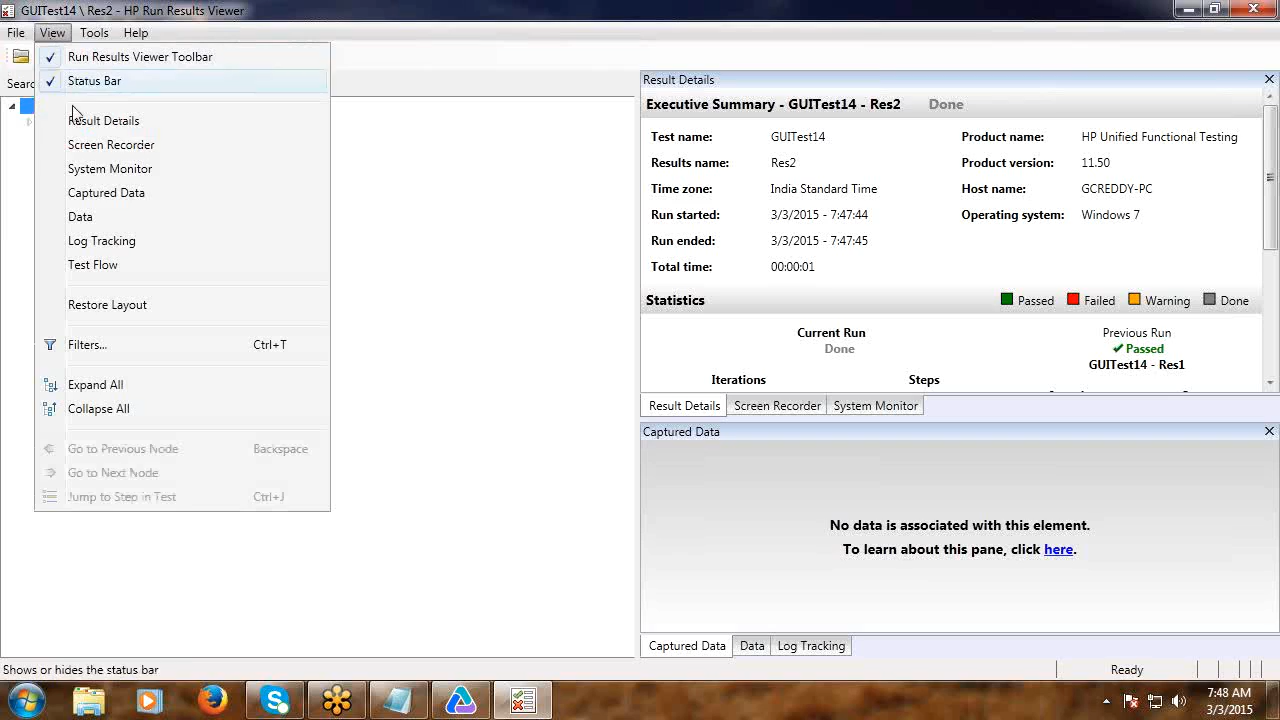 GUITest14 \ Res2 - HP Run Results Viewer
File View Tools Help
Run Results Viewer Toolbar
Status Bar
Result Details
Screen Recorder
System Monitor
Captured Data
Data
Log Tracking
Test Flow
Restore Layout
Filters... Ctrl+T
Expand All
Collapse All
Go to Previous Node Backspace
Go to Next Node
Jump to Step in Test Ctrl+J
Result Details
Executive Summary - GUITest14 - Res2 Done
Test name: GUITest14 Product name: HP Unified Functional Testing
Results name: Res2 Product version: 11.50
Time zone: India Standard Time Host name: GCREDDY-PC
Run started: 3/3/2015 - 7:47:44 Operating system: Windows 7
Run ended: 3/3/2015 - 7:47:45
Total time: 00:00:01
Statistics Passed Failed Warning Done
Current Run Previous Run
Done Passed
GUITest14 - Res1
Iterations Steps
Result Details Screen Recorder System Monitor
Captured Data
No data is associated with this element.
To learn about this pane, click here.
Captured Data Data Log Tracking
Shows or hides the status bar Ready
7:48 AM
3/3/2015